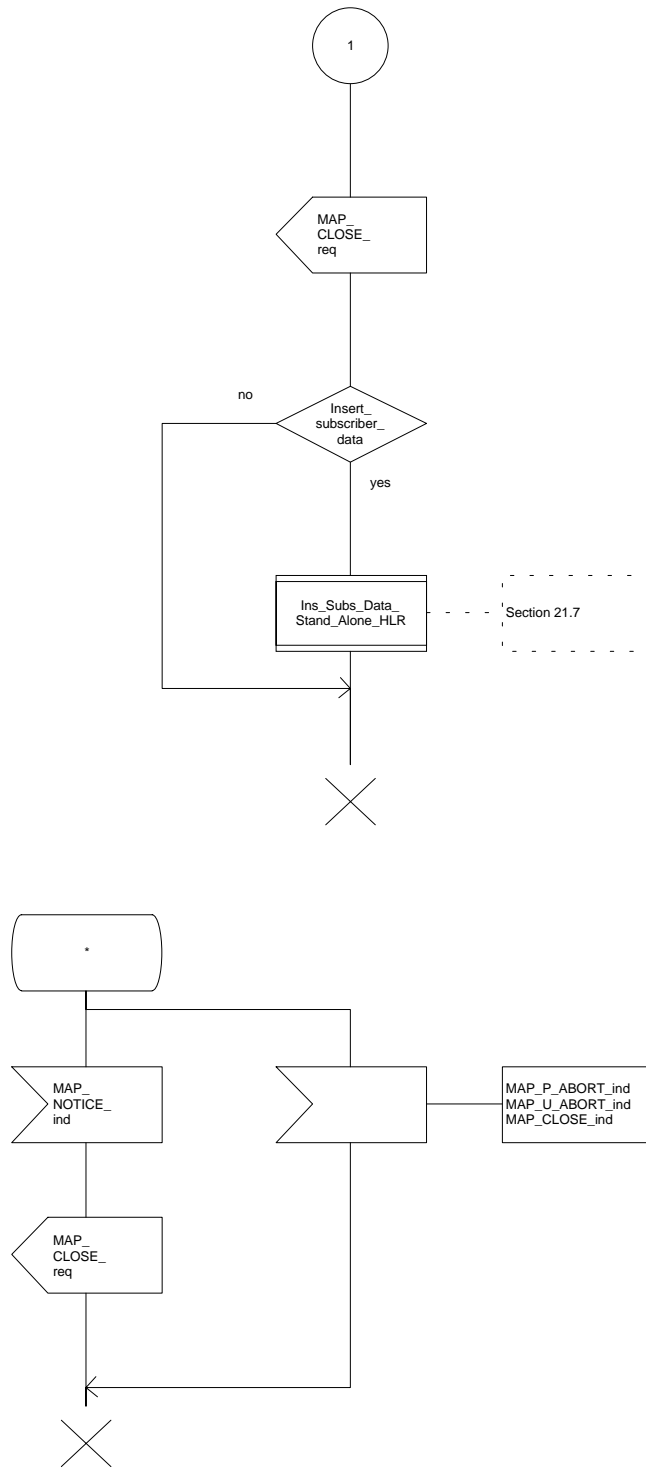 1
MAP_
CLOSE_
req
no
Insert_
subscriber_
data
yes
Ins_Subs_Data_
Stand_Alone_HLR
Section 21.7
*
MAP_
NOTICE_
ind
MAP_P_ABORT_ind
MAP_U_ABORT_ind
MAP_CLOSE_ind
MAP_
CLOSE_
req